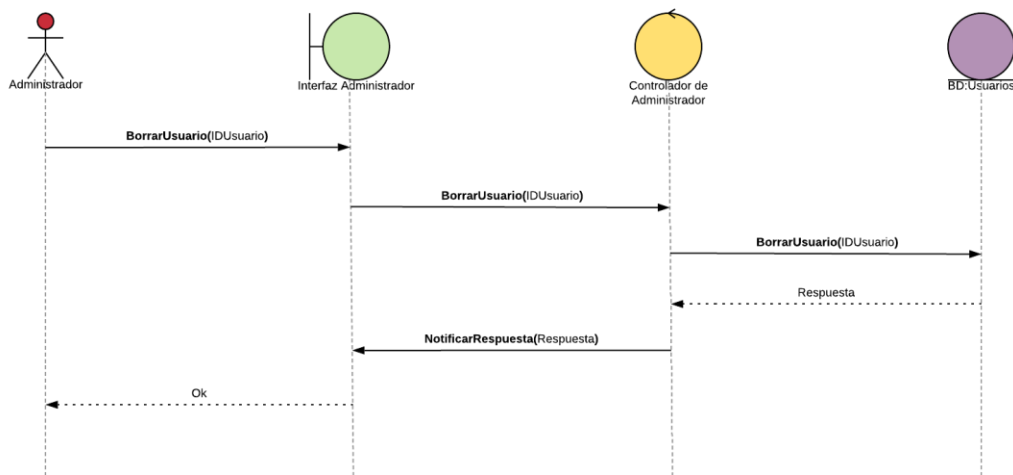 Administrador
Interfaz Administrador
Controlador de
Administrador
BD:Usuarios
BorrarUsuario(IDUsuario)
BorrarUsuario(IDUsuario)
BorrarUsuario(IDUsuario)
Respuesta
NotificarRespuesta(Respuesta)
Ok